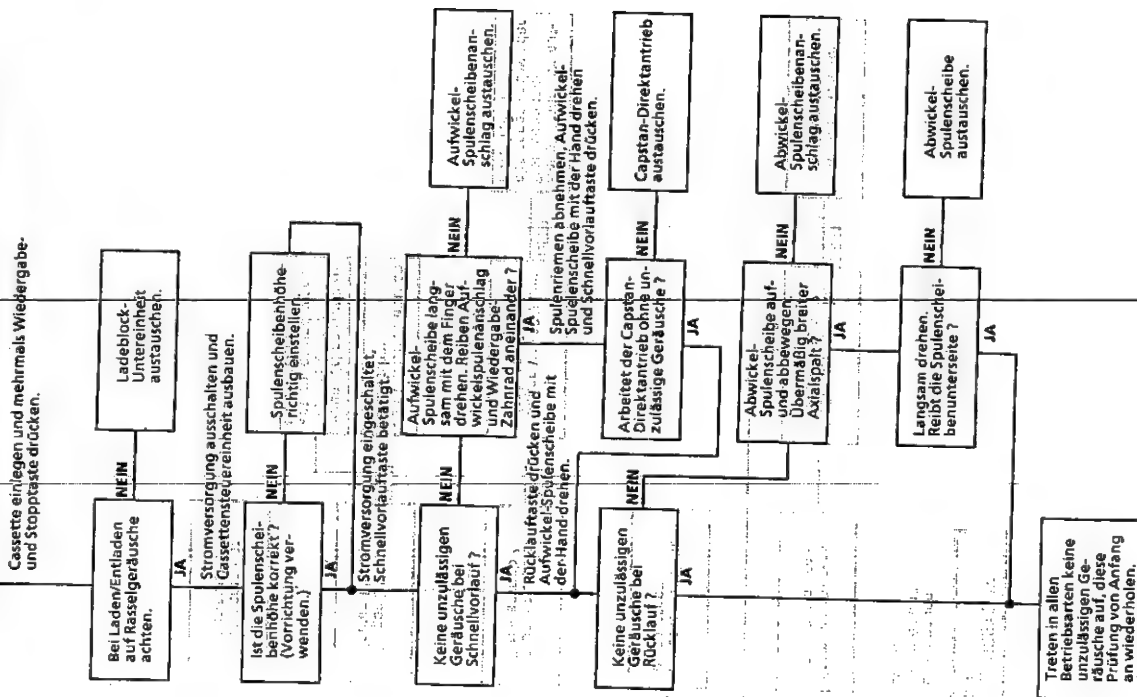 Cassette einlegen und mehrmals Wiedergabe-
und Stopptaste drücken.
Bei Laden/Entladen
auf Rasselgeräusche
achten.
NEIN
Ladeblock-
Untereinheit
austauschen.
JA
Stromversorgung ausschalten und
Cassettensteuereinheit ausbauen.
Ist die Spulenschei-
benhöhe korrekt ?
(Vorrichtung ver-
wenden.)
NEIN
Spulenscheibenhöhe
richtig einstellen.
JA
Stromversorgung eingeschaltet,
Schnellvorlauftaste betätigt.
Keine unzulässigen
Geräusche bei
Schnellvorlauf ?
NEIN
Aufwickel-
Spulenscheibe lang-
sam mit dem Finger
drehen. Reiben Auf-
wickelspulenanschlag
und Wiedergabe-
Zahnrad aneinander ?
NEIN
Aufwickel-
Spulenscheibenan-
schlag austauschen.
JA
Spulenriemen abnehmen, Aufwickel-
Spuelenscheibe mit der Hand drehen
und Schnellvorlauftaste drücken.
JA
Rücklauftaste drücken und
Aufwickel-Spulenscheibe mit
der Hand drehen.
Arbeitet der Capstan-
Direktantrieb ohne un-
zulässige Geräusche ?
NEIN
Capstan-Direktantrieb
austauschen.
JA
Keine unzulässigen
Geräusche bei
Rücklauf ?
NEIN
Abwickel-
Spulenscheibe auf-
und abbewegen.
Übermäßig breiter
Axialspalt ?
NEIN
Abwickel-
Spulenscheibenan-
schlag austauschen.
JA
JA
Langsam drehen.
Reibt die Spulenschei-
benunterseite ?
NEIN
Abwickel-
Spulenscheibe
austauschen.
JA
Treten in allen
Betriebsarten keine
unzulässigen Ge-
räusche auf, diese
Prüfung von Anfang
an wiederholen.